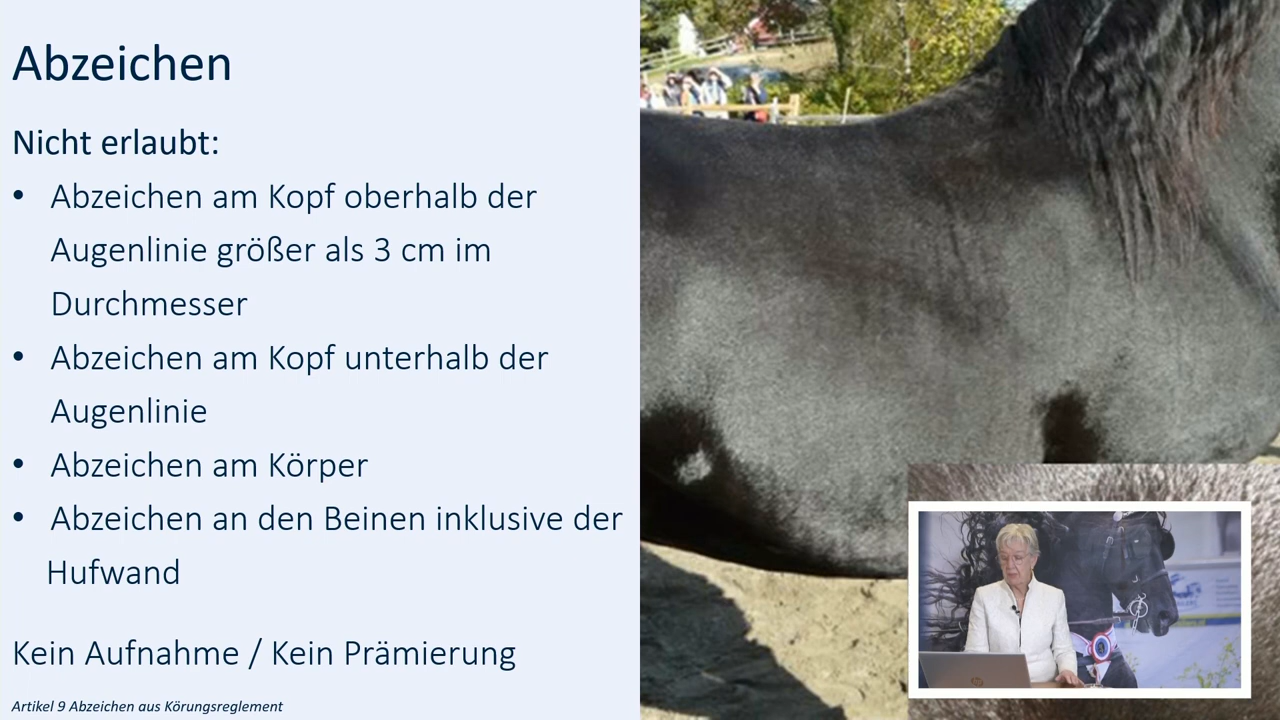 Abzeichen
Nicht erlaubt:
• Abzeichen am Kopf oberhalb der
Augenlinie größer als 3 cm im
Durchmesser
• Abzeichen am Kopf unterhalb der
Augenlinie
• Abzeichen am Körper
• Abzeichen an den Beinen inklusive der
Hufwand
Kein Aufnahme / Kein Prämierung
Artikel 9 Abzeichen aus Körungsreglement